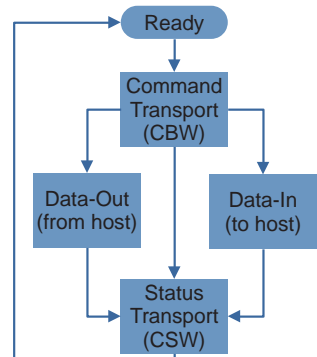 Ready
Command
Transport
(CBW)
Data-Out
(from host)
Data-In
(to host)
Status
Transport
(CSW)